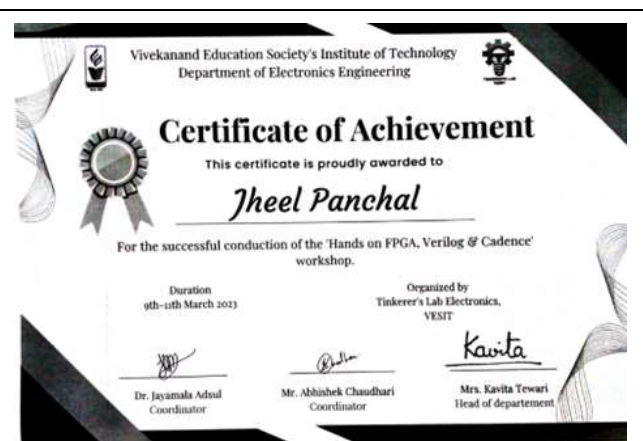 Vivekanand Education Society's Institute of Technology
Department of Electronics Engineering
Certificate of Achievement
This certificate is proudly awarded to
Jheel Panchal
For the successful conduction of the 'Hands on FPGA, Verilog & Cadence'
workshop.
Duration
9th-11th March 2023
Organized by
Tinkerer's Lab Electronics,
VESIT
Kavita
Dr. Jayamala Adsul
Coordinator
Mr. Abhishek Chaudhari
Coordinator
Mrs. Kavita Tewari
Head of departement